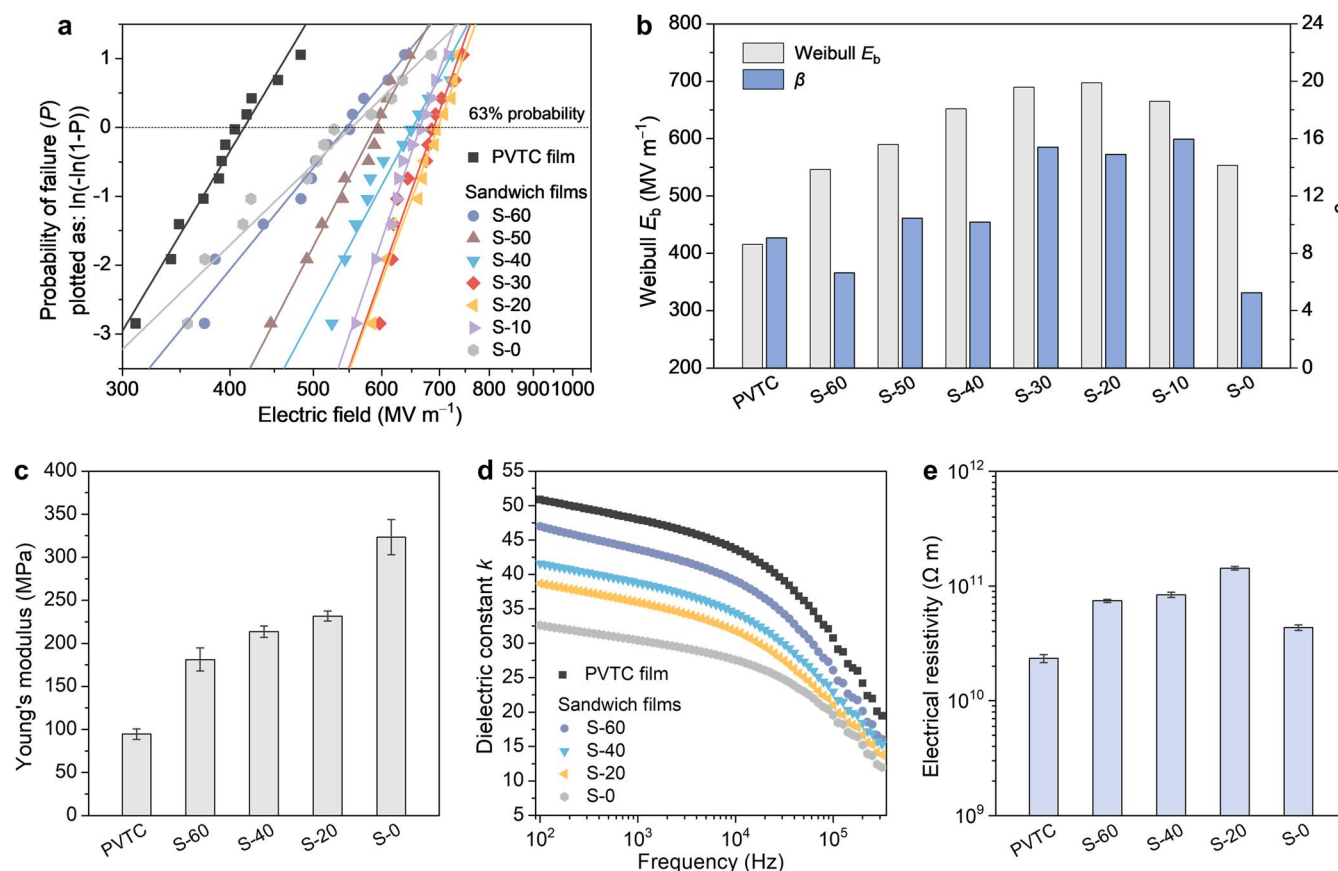 a
Probability of failure (P)
plotted as: ln(-ln(1-P))
1
0
-1
-2
-3
63% probability
PVTC film
Sandwich films
S-60
S-50
S-40
S-30
S-20
S-10
S-0
300 400 500 600 700 800 900 1000
Electric field (MV m⁻¹)
b
Weibull Eb (MV m⁻¹)
800
700
600
500
400
300
200
Weibull Eb
β
24
20
16
12
8
4
0
PVTC S-60 S-50 S-40 S-30 S-20 S-10 S-0
c
Young's modulus (MPa)
400
350
300
250
200
150
100
50
0
PVTC S-60 S-40 S-20 S-0
d
Dielectric constant k
55
50
45
40
35
30
25
20
15
10
5
PVTC film
Sandwich films
S-60
S-40
S-20
S-0
10² 10³ 10⁴ 10⁵
Frequency (Hz)
e
Electrical resistivity (Ω m)
10¹²
10¹¹
10¹⁰
10⁹
PVTC S-60 S-40 S-20 S-0